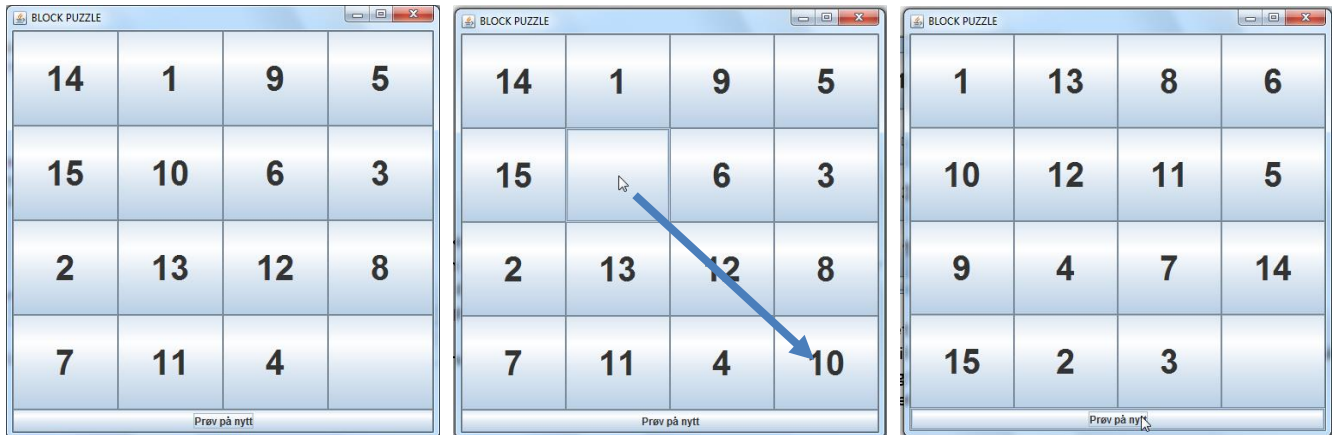 BLOCK PUZZLE
14 1 9 5
15 10 6 3
2 13 12 8
7 11 4
Prøv på nytt
BLOCK PUZZLE
14 1 9 5
15 6 3
2 13 12 8
7 11 4 10
Prøv på nytt
BLOCK PUZZLE
1 13 8 6
10 12 11 5
9 4 7 14
15 2 3
Prøv på nytt